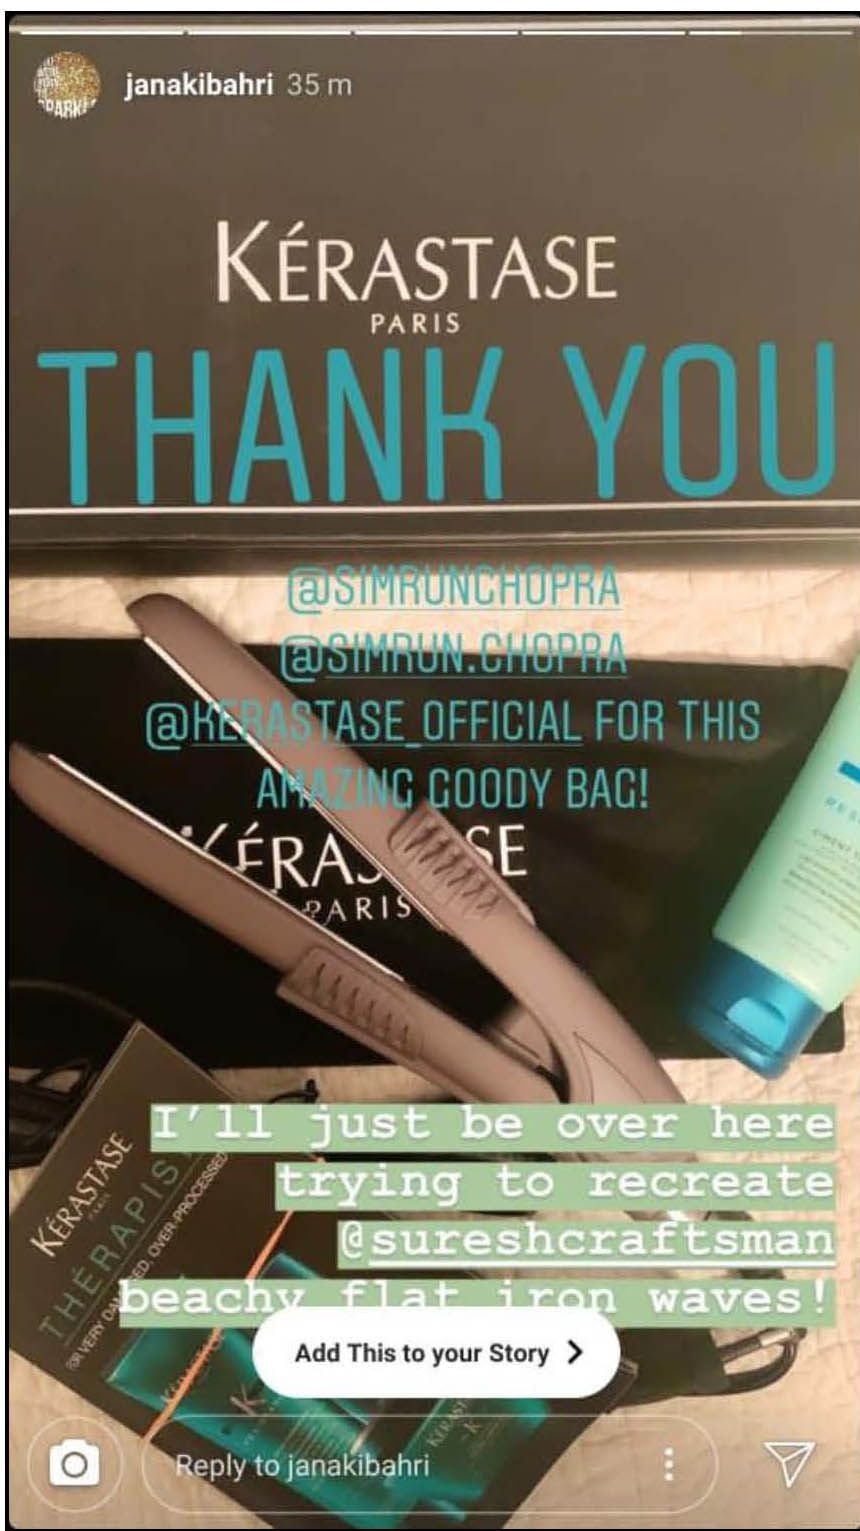 janakibahri 35 m
KÉRASTASE
PARIS
THANK YOU
@SIMRUNCHOPRA
@SIMRUN.CHOPRA
@KERASTASE_OFFICIAL FOR THIS
AMAZING GOODY BAG!
KÉRASTASE
PARIS
I'll just be over here
trying to recreate
@sureshcraftsman
beachy flat iron waves!
KÉRASTASE
PARIS
THÉRAPIS
FOR VERY DAMAGED, OVER-PROCESSED
Add This to your Story
Reply to janakibahri